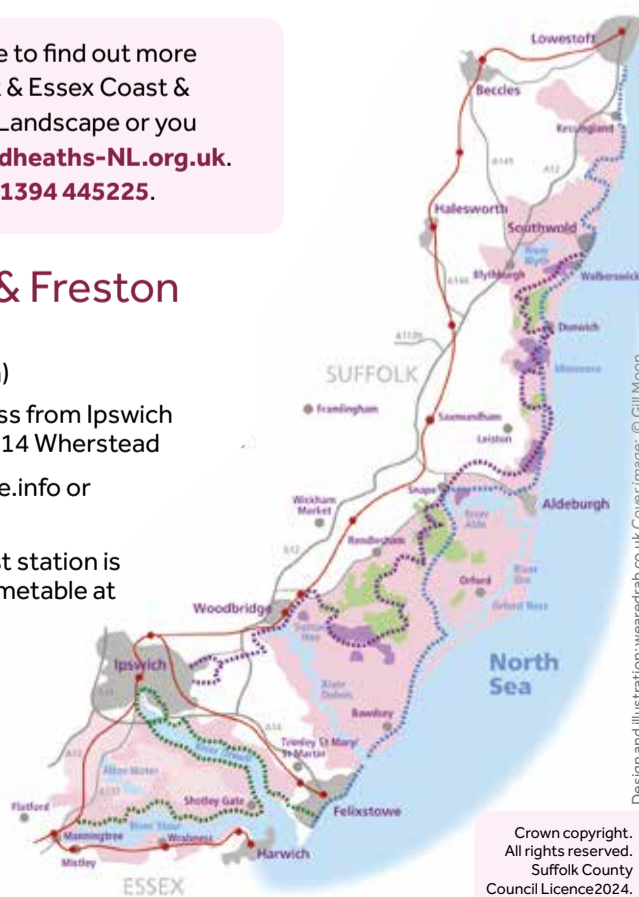 e to find out more
& Essex Coast &
Landscape or you
dheaths-NL.org.uk.
1394 445225.
& Freston
)
ss from Ipswich
14 Wherstead
e.info or
st station is
metable at
Lowestoft
Beccles
Kessingland
A145
A12
Halesworth
Southwold
River
Blyth
Blythburgh
Walberswick
A144
Dunwich
A1120
Minsmere
SUFFOLK
Framlingham
Saxmundham
Leiston
Snape
Wickham
Market
Aldeburgh
River
Alde
A12
Rendlesham
Orford
River
Ore
Orford Ness
Woodbridge
Sutton
Hoo
Ipswich
North
Sea
River
Deben
A14
Bawdsey
A14
Trimley St Mary/
St Martin
A12
River Orwell
Alton Water
A137
Shotley Gate
Flatford
Felixstowe
River Stour
Manningtree
Wrabness
Mistley
Harwich
ESSEX
Crown copyright.
All rights reserved.
Suffolk County
Council Licence2024.
Design and illustration: wearedrab.co.uk Cover image: © Gill Moon